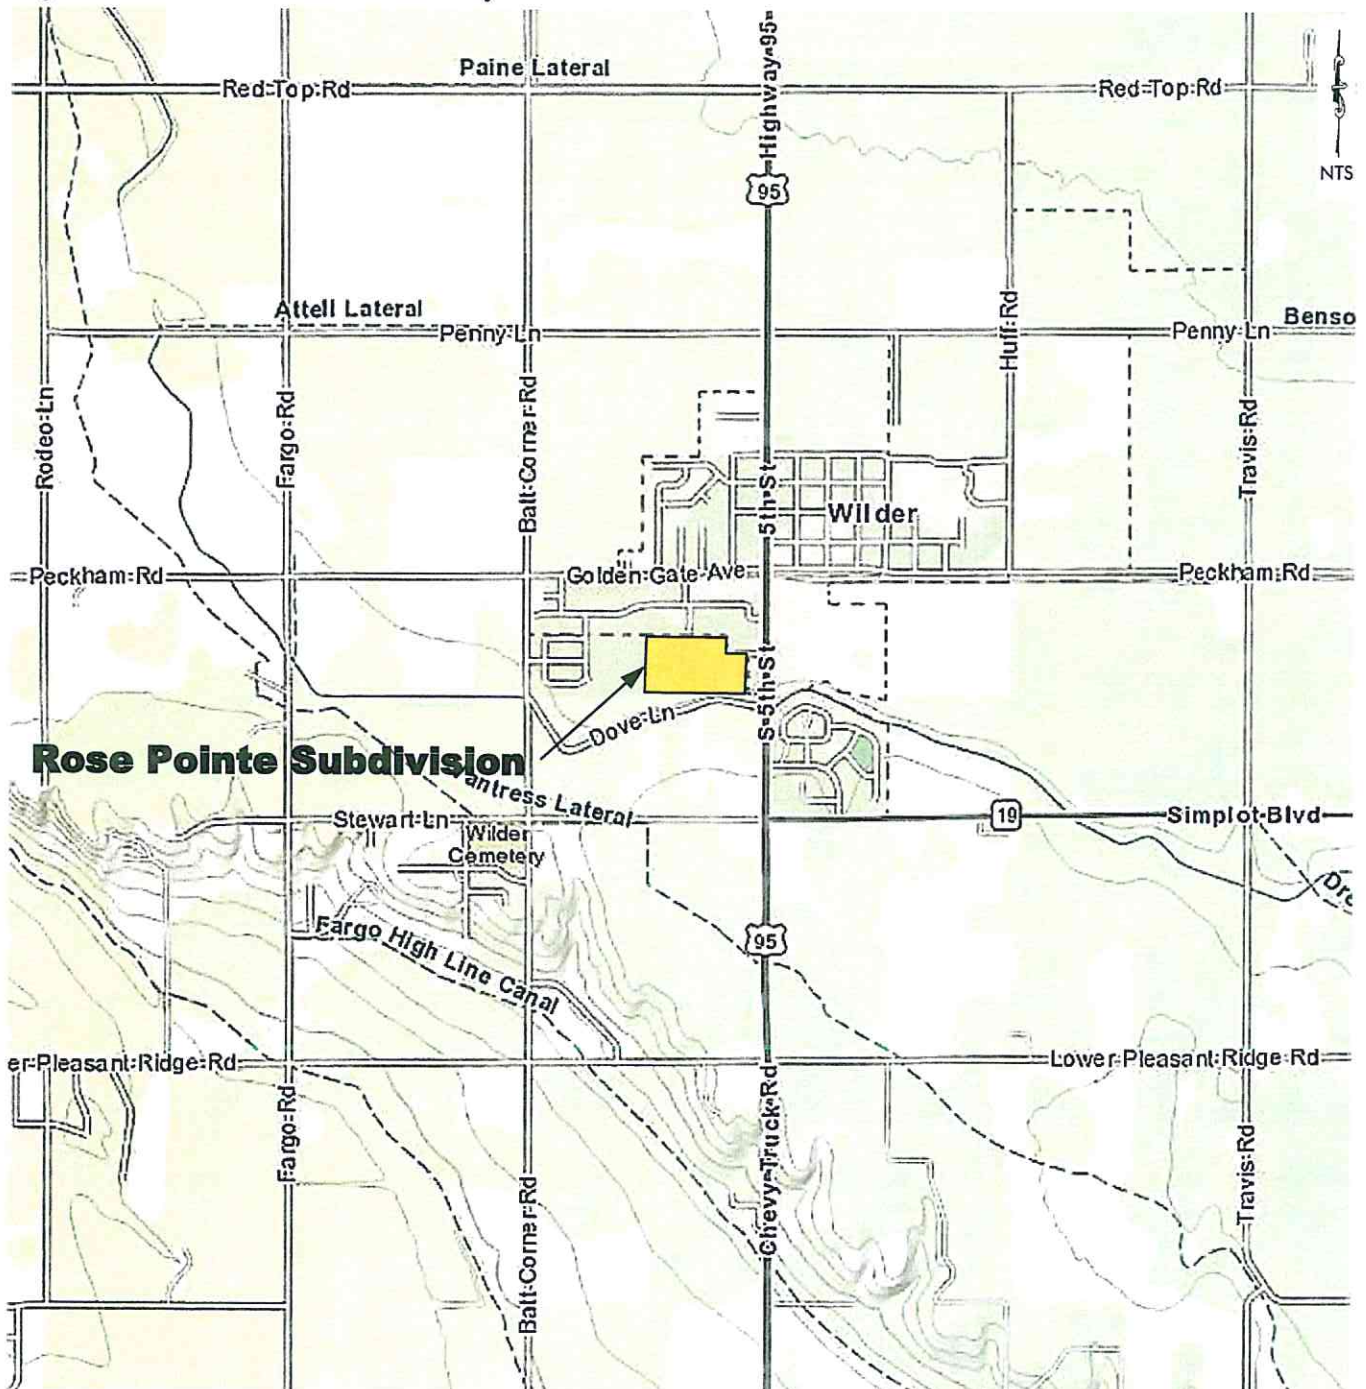 Paine Lateral
Highway 95
Red Top Rd
Red Top Rd
95
NTS
Attell Lateral
Penny Ln
Huff Rd
Penny Ln
Benso
Rodeo Ln
Fargo Rd
Batt Corner Rd
5th St
Wilder
Travis Rd
Peckham Rd
Golden Gate Ave
Peckham Rd
S 5th St
Dove Ln
Rose Pointe Subdivision
antress Lateral
Stewart Ln
19
Simplot Blvd
Wilder
Cemetery
Dra
Fargo High Line Canal
95
er Pleasant Ridge Rd
Lower Pleasant Ridge Rd
Fargo Rd
Batt Corner Rd
Chevy Truck Rd
Travis Rd